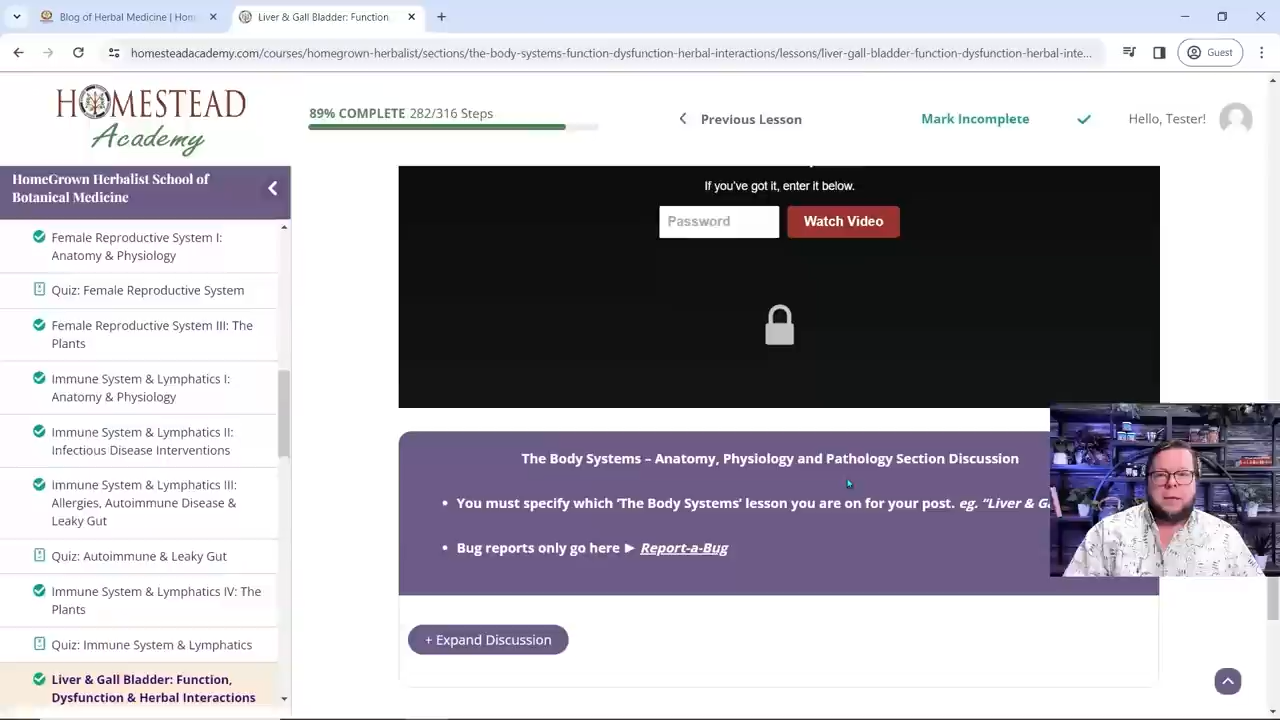 Blog of Herbal Medicine | Hom
Liver & Gall Bladder: Function
homesteadacademy.com/courses/homegrown-herbalist/sections/the-body-systems-function-dysfunction-herbal-interactions/lessons/liver-gall-bladder-function-dysfunction-herbal-inte...
Guest
HOMESTEAD
Academy
89% COMPLETE 282/316 Steps
Previous Lesson
Mark Incomplete
Hello, Tester!
HomeGrown Herbalist School of
Botanical Medicine
Female Reproductive System I:
Anatomy & Physiology
Quiz: Female Reproductive System
Female Reproductive System III: The
Plants
Immune System & Lymphatics I:
Anatomy & Physiology
Immune System & Lymphatics II:
Infectious Disease Interventions
Immune System & Lymphatics III:
Allergies, Autoimmune Disease &
Leaky Gut
Quiz: Autoimmune & Leaky Gut
Immune System & Lymphatics IV: The
Plants
Quiz: Immune System & Lymphatics
Liver & Gall Bladder: Function,
Dysfunction & Herbal Interactions
If you've got it, enter it below.
Password
Watch Video
The Body Systems – Anatomy, Physiology and Pathology Section Discussion
• You must specify which 'The Body Systems' lesson you are on for your post. eg. "Liver & Ga
• Bug reports only go here ► Report-a-Bug
+ Expand Discussion